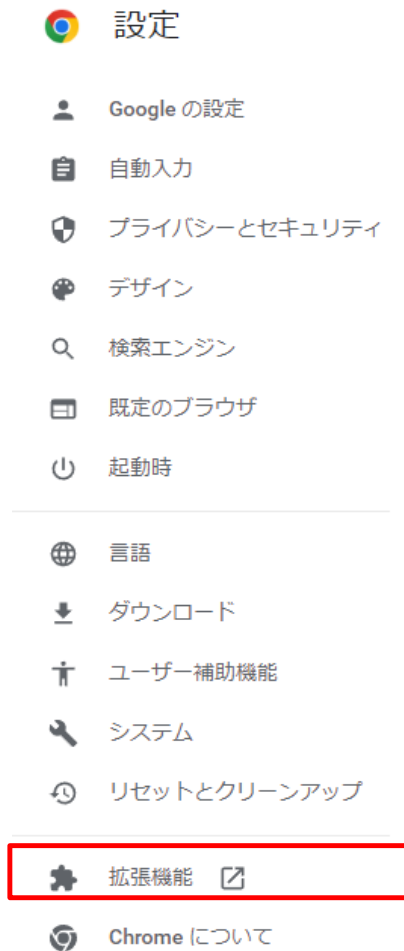 設定
Google の設定
自動入力
プライバシーとセキュリティ
デザイン
検索エンジン
既定のブラウザ
起動時
言語
ダウンロード
ユーザー補助機能
システム
リセットとクリーンアップ
拡張機能
Chrome について